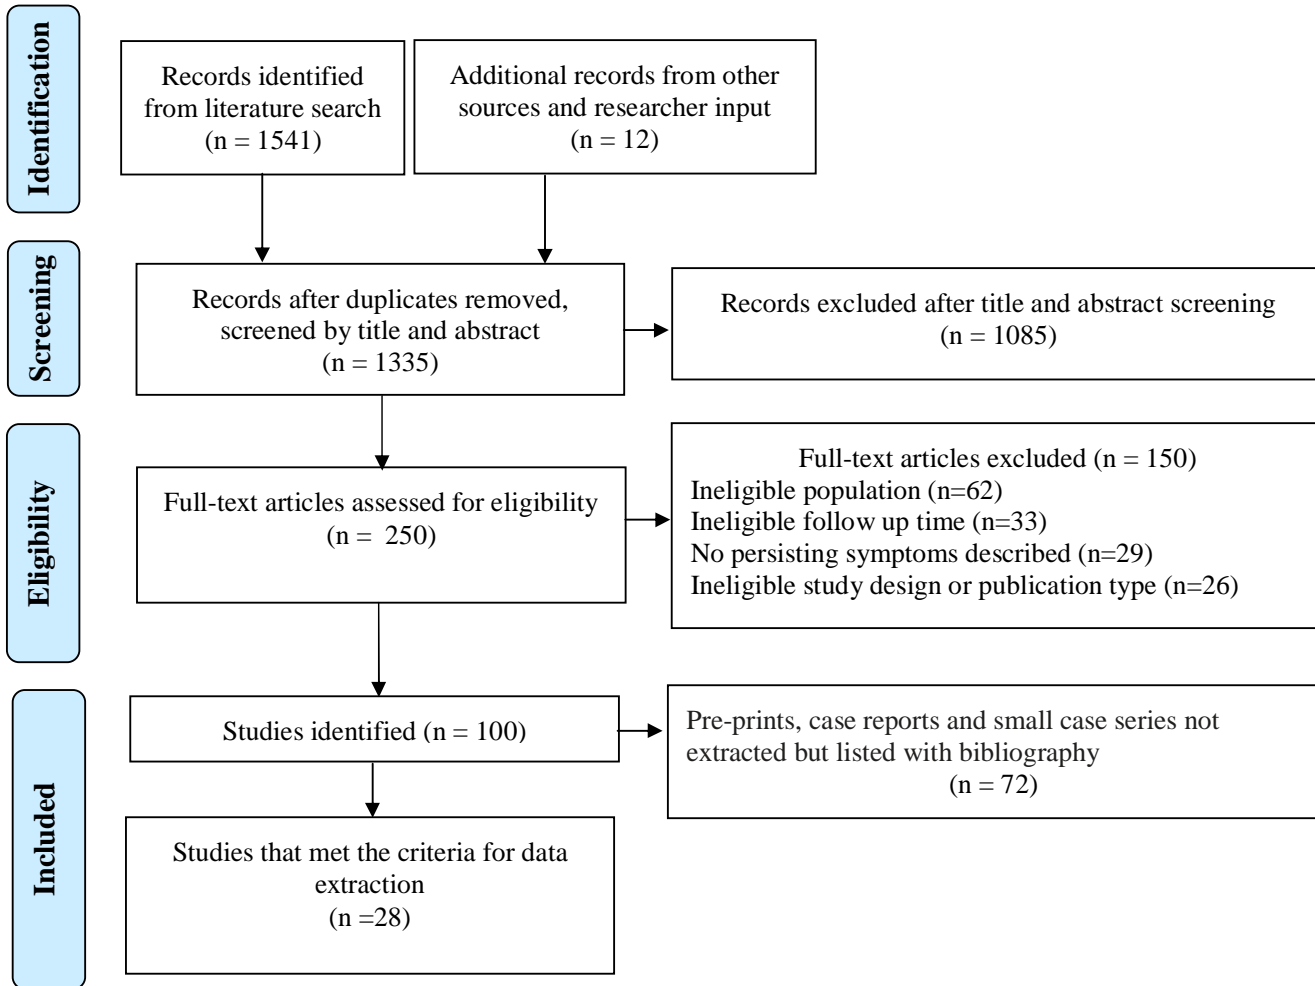 Identification
Records identified
from literature search
(n = 1541)
Additional records from other
sources and researcher input
(n = 12)
Screening
Records after duplicates removed,
screened by title and abstract
(n = 1335)
Records excluded after title and abstract screening
(n = 1085)
Eligibility
Full-text articles assessed for eligibility
(n =  250)
Full-text articles excluded (n = 150)
Ineligible population (n=62)
Ineligible follow up time (n=33)
No persisting symptoms described (n=29)
Ineligible study design or publication type (n=26)
Included
Studies identified (n = 100)
Pre-prints, case reports and small case series not
extracted but listed with bibliography
(n = 72)
Studies that met the criteria for data
extraction
(n =28)